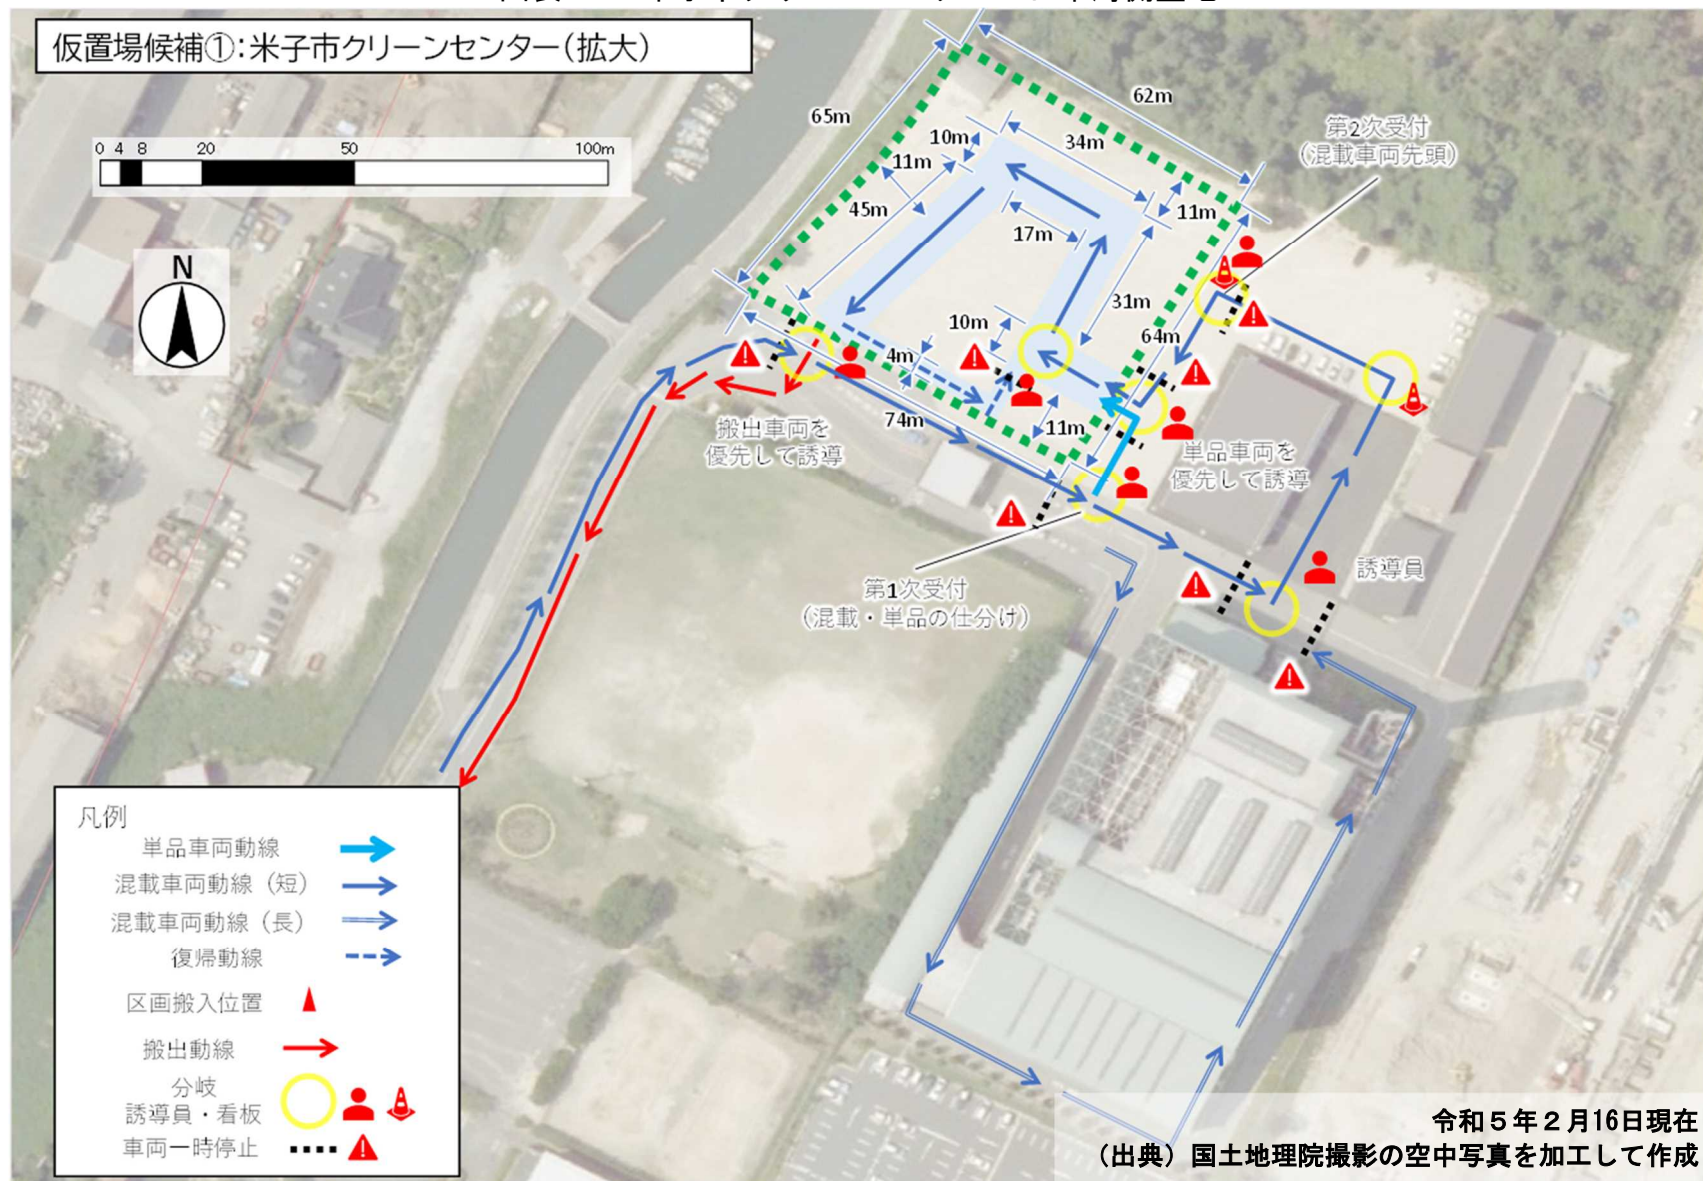 仮置場候補①:米子市クリーンセンター(拡大)
0 4 8 20 50 100m
N
62m
65m
10m
34m
11m
45m
17m
11m
第2次受付
(混載車両先頭)
31m
10m
64m
4m
74m
11m
搬出車両を
優先して誘導
単品車両を
優先して誘導
第1次受付
(混載・単品の仕分け)
誘導員
凡例
単品車両動線
混載車両動線(短)
混載車両動線(長)
復帰動線
区画搬入位置
搬出動線
分岐
誘導員・看板
車両一時停止
令和5年2月16日現在
(出典)国土地理院撮影の空中写真を加工して作成